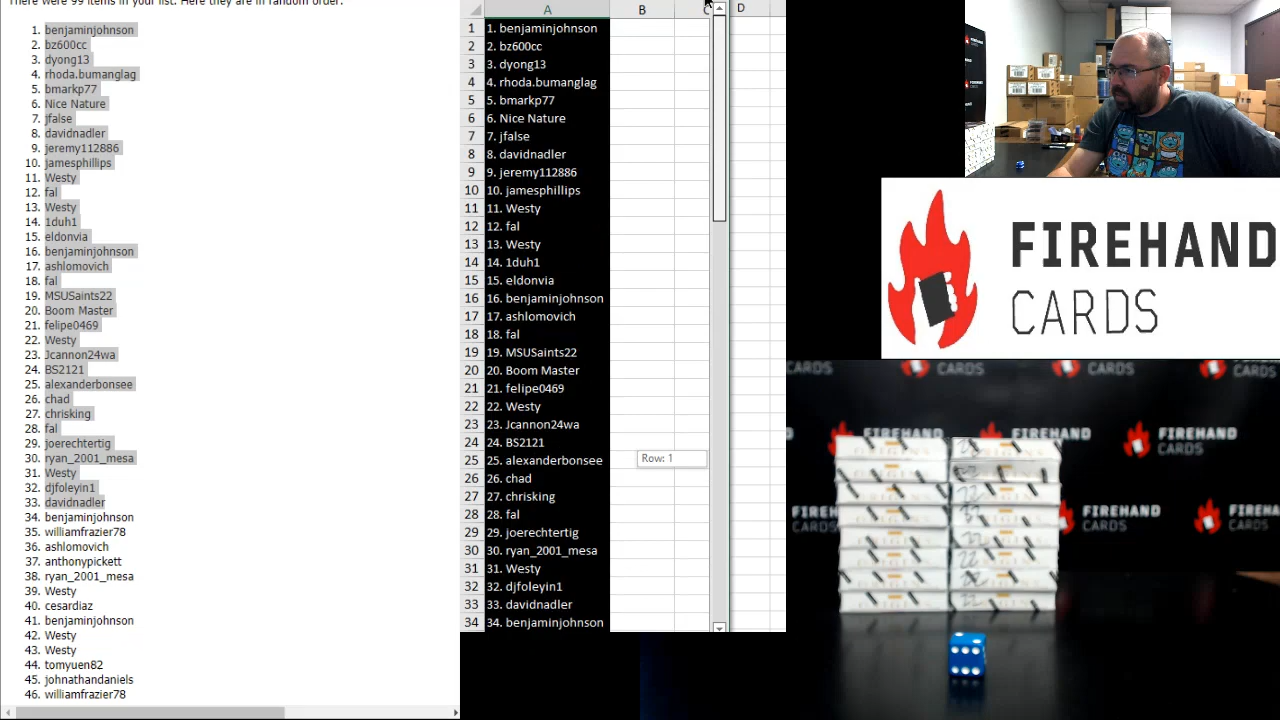 There were 99 items in your list. Here they are in random order:
1. benjaminjohnson
2. bz600cc
3. dyong13
4. rhoda.bumanglag
5. bmarkp77
6. Nice Nature
7. jfalse
8. davidnadler
9. jeremy112886
10. jamesphillips
11. Westy
12. fal
13. Westy
14. 1duh1
15. eldonvia
16. benjaminjohnson
17. ashlomovich
18. fal
19. MSUSaints22
20. Boom Master
21. felipe0469
22. Westy
23. Jcannon24wa
24. BS2121
25. alexanderbonsee
26. chad
27. chrisking
28. fal
29. joerechtertig
30. ryan_2001_mesa
31. Westy
32. djfoleyin1
33. davidnadler
34. benjaminjohnson
35. williamfrazier78
36. ashlomovich
37. anthonypickett
38. ryan_2001_mesa
39. Westy
40. cesardiaz
41. benjaminjohnson
42. Westy
43. Westy
44. tomyuen82
45. johnathandaniels
46. williamfrazier78
A B C D
1 1. benjaminjohnson
2 2. bz600cc
3 3. dyong13
4 4. rhoda.bumanglag
5 5. bmarkp77
6 6. Nice Nature
7 7. jfalse
8 8. davidnadler
9 9. jeremy112886
10 10. jamesphillips
11 11. Westy
12 12. fal
13 13. Westy
14 14. 1duh1
15 15. eldonvia
16 16. benjaminjohnson
17 17. ashlomovich
18 18. fal
19 19. MSUSaints22
20 20. Boom Master
21 21. felipe0469
22 22. Westy
23 23. Jcannon24wa
24 24. BS2121
25 25. alexanderbonsee
26 26. chad
27 27. chrisking
28 28. fal
29 29. joerechtertig
30 30. ryan_2001_mesa
31 31. Westy
32 32. djfoleyin1
33 33. davidnadler
34 34. benjaminjohnson
Row: 1
FIREHAND
CARDS
CARDS CARDS CARDS
FIREHAND FIREHAND
CARDS CARDS
FIREHAND FIREHAND
CARDS CARDS